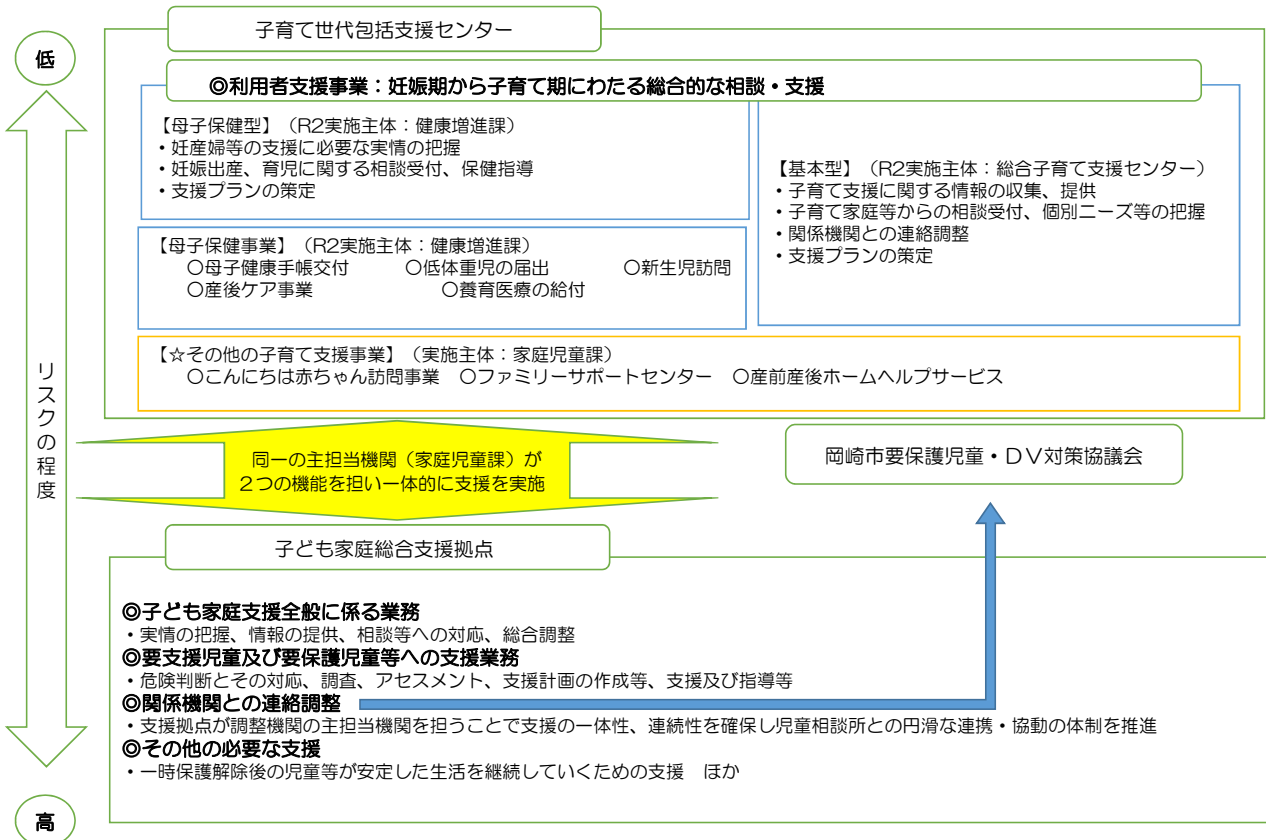 子育て世代包括支援センター
低
◎利用者支援事業：妊娠期から子育て期にわたる総合的な相談・支援
【母子保健型】（R2実施主体：健康増進課）
・妊産婦等の支援に必要な実情の把握
・妊娠出産、育児に関する相談受付、保健指導
・支援プランの策定
【基本型】（R2実施主体：総合子育て支援センター）
・子育て支援に関する情報の収集、提供
・子育て家庭等からの相談受付、個別ニーズ等の把握
・関係機関との連絡調整
・支援プランの策定
【母子保健事業】（R2実施主体：健康増進課）
〇母子健康手帳交付　〇低体重児の届出　〇新生児訪問
〇産後ケア事業　〇養育医療の給付
【☆その他の子育て支援事業】（実施主体：家庭児童課）
〇こんにちは赤ちゃん訪問事業　〇ファミリーサポートセンター　〇産前産後ホームヘルプサービス
リスクの程度
同一の主担当機関（家庭児童課）が
２つの機能を担い一体的に支援を実施
岡崎市要保護児童・ＤＶ対策協議会
子ども家庭総合支援拠点
◎子ども家庭支援全般に係る業務
・実情の把握、情報の提供、相談等への対応、総合調整
◎要支援児童及び要保護児童等への支援業務
・危険判断とその対応、調査、アセスメント、支援計画の作成等、支援及び指導等
◎関係機関との連絡調整
・支援拠点が調整機関の主担当機関を担うことで支援の一体性、連続性を確保し児童相談所との円滑な連携・協動の体制を推進
◎その他の必要な支援
・一時保護解除後の児童等が安定した生活を継続していくための支援　ほか
高